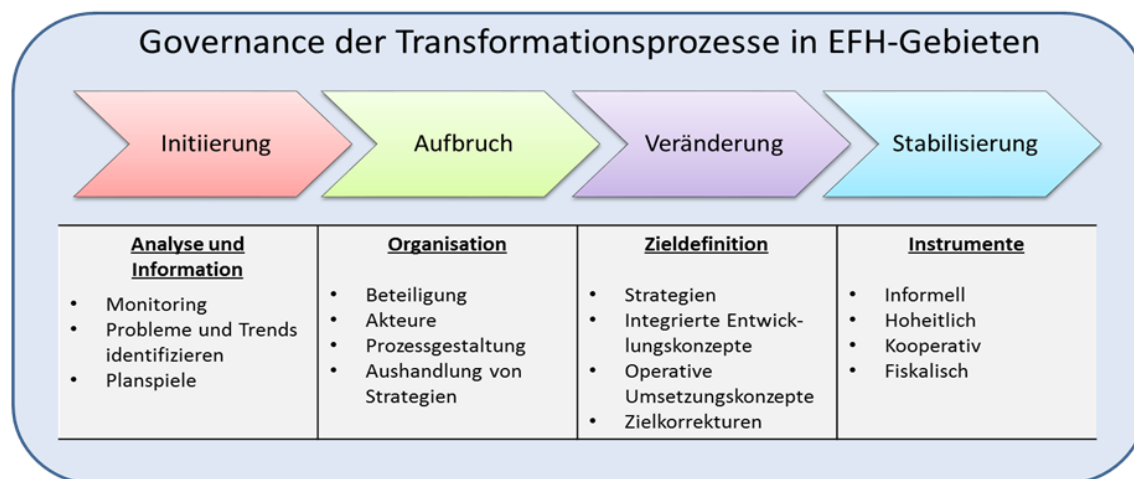 Governance der Transformationsprozesse in EFH-Gebieten
Initiierung
Aufbruch
Veränderung
Stabilisierung
Analyse und
Information
• Monitoring
• Probleme und Trends
identifizieren
• Planspiele
Organisation
• Beteiligung
• Akteure
• Prozessgestaltung
• Aushandlung von
Strategien
Zieldefinition
• Strategien
• Integrierte Entwick-
lungskonzepte
• Operative
Umsetzungskonzepte
• Zielkorrekturen
Instrumente
• Informell
• Hoheitlich
• Kooperativ
• Fiskalisch